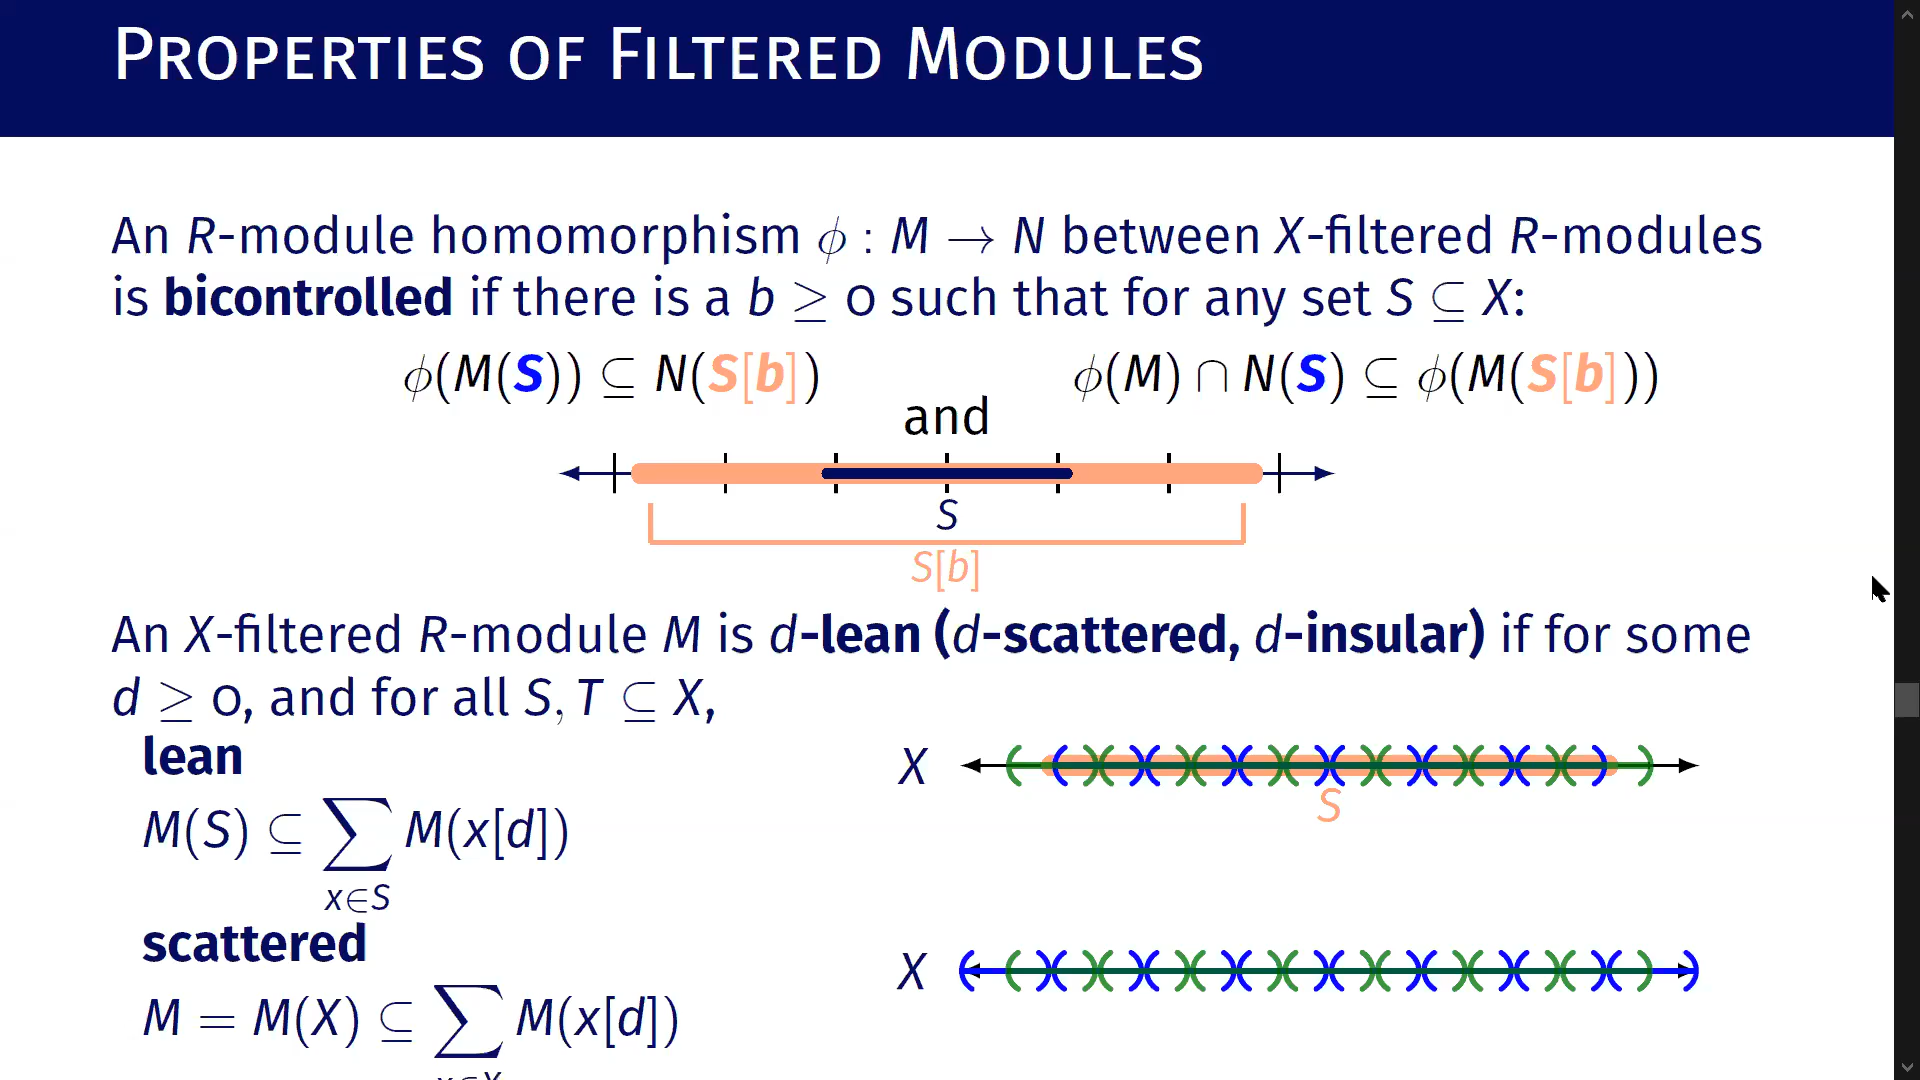 PROPERTIES OF FILTERED MODULES
An R-module homomorphism ϕ : M → N between X-filtered R-modules
is bicontrolled if there is a b ≥ 0 such that for any set S ⊆ X:
ϕ(M(S)) ⊆ N(S[b]) ϕ(M) ∩ N(S) ⊆ ϕ(M(S[b]))
and
S
S[b]
An X-filtered R-module M is d-lean (d-scattered, d-insular) if for some
d ≥ 0, and for all S, T ⊆ X,
lean
X
S
M(S) ⊆ ∑ M(x[d])
x∈S
scattered
X
M = M(X) ⊆ ∑ M(x[d])